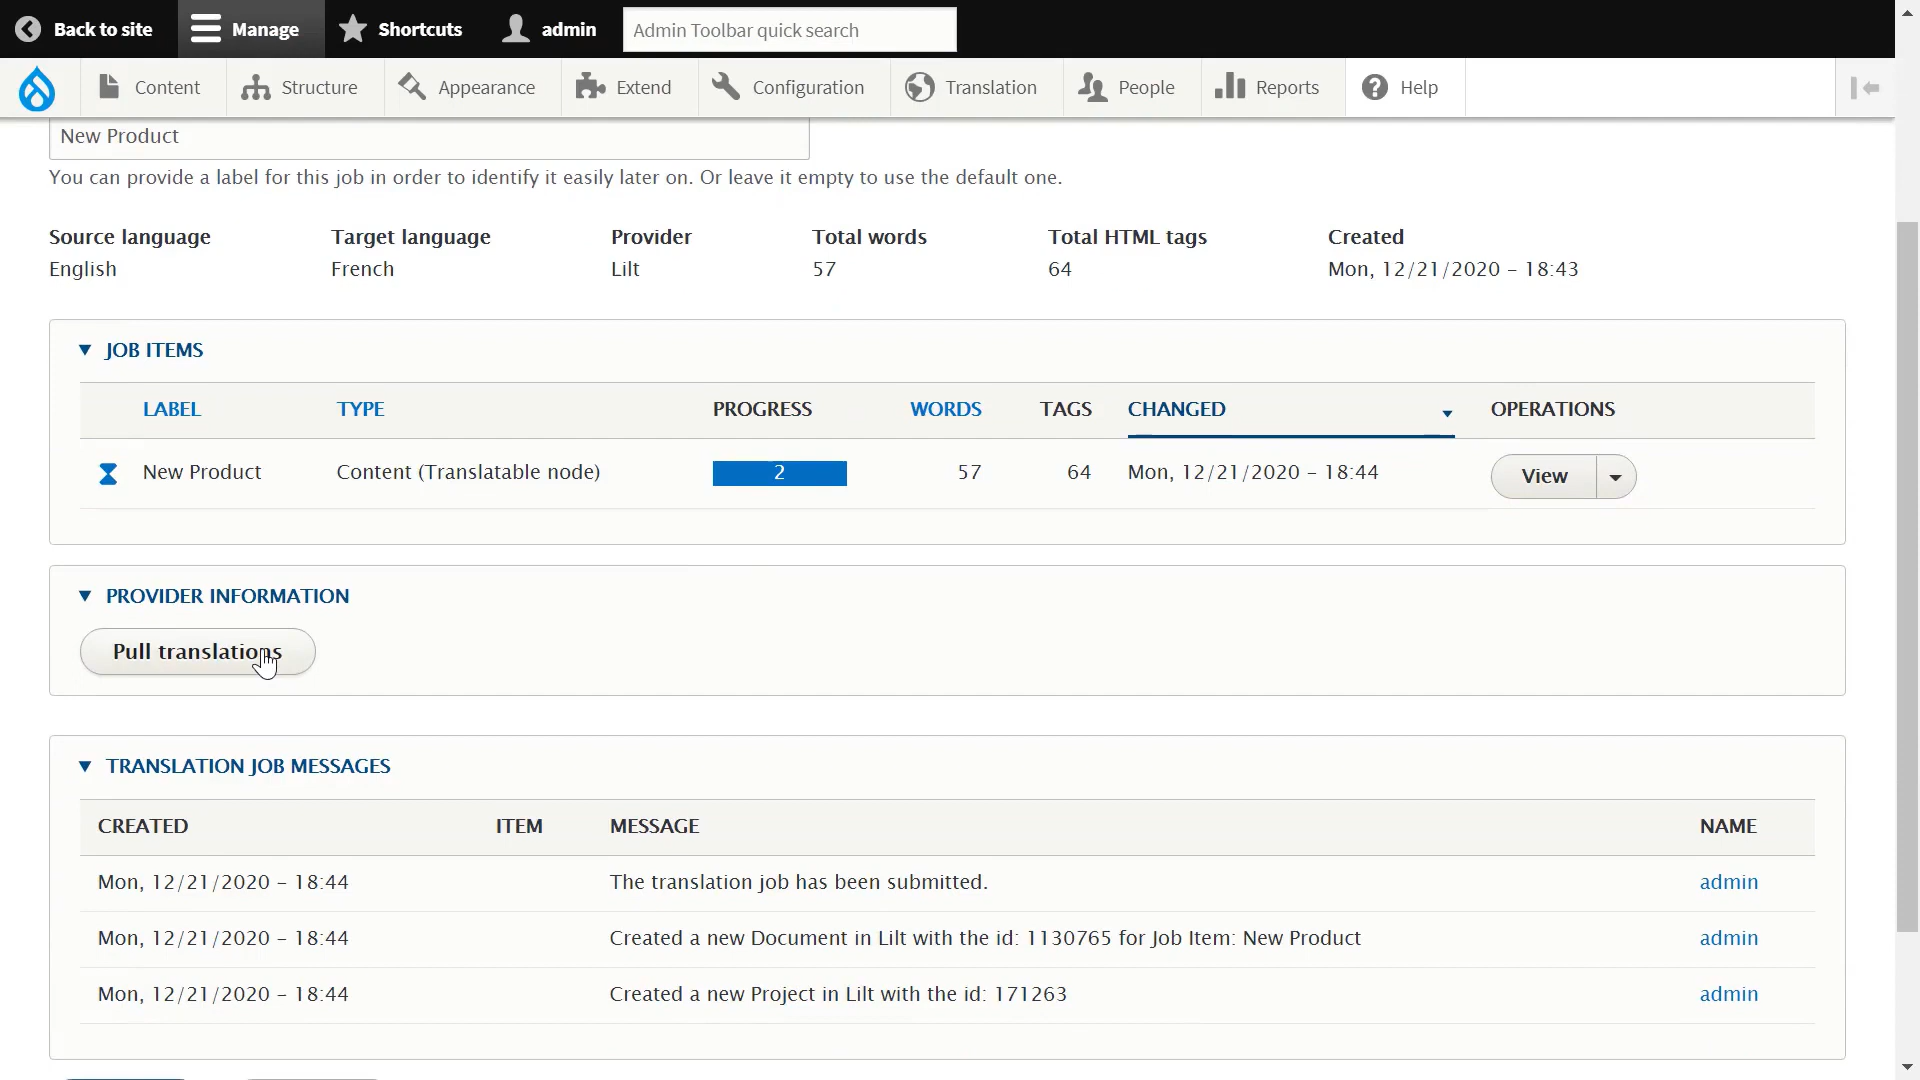 Back to site Manage Shortcuts admin Admin Toolbar quick search
Content Structure Appearance Extend Configuration Translation People Reports Help
New Product
You can provide a label for this job in order to identify it easily later on. Or leave it empty to use the default one.
Source language Target language Provider Total words Total HTML tags Created
English French Lilt 57 64 Mon, 12/21/2020 - 18:43
JOB ITEMS
LABEL TYPE PROGRESS WORDS TAGS CHANGED OPERATIONS
New Product Content (Translatable node) 2 57 64 Mon, 12/21/2020 - 18:44 View
PROVIDER INFORMATION
Pull translations
TRANSLATION JOB MESSAGES
CREATED ITEM MESSAGE NAME
Mon, 12/21/2020 - 18:44 The translation job has been submitted. admin
Mon, 12/21/2020 - 18:44 Created a new Document in Lilt with the id: 1130765 for Job Item: New Product admin
Mon, 12/21/2020 - 18:44 Created a new Project in Lilt with the id: 171263 admin